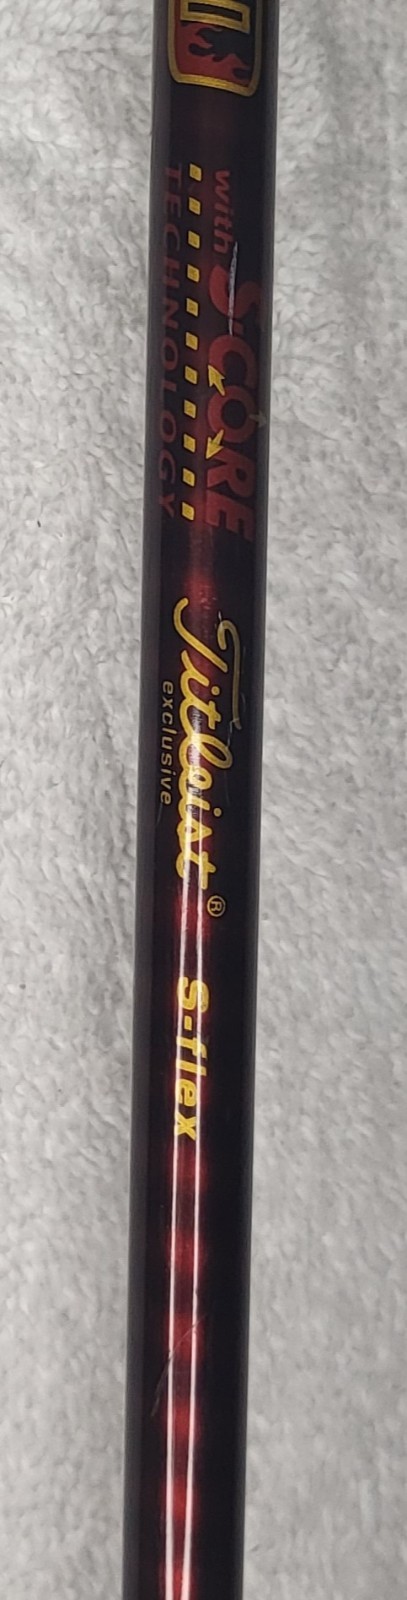 with S·CORE
TECHNOLOGY
Titleist®
exclusive
S-flex